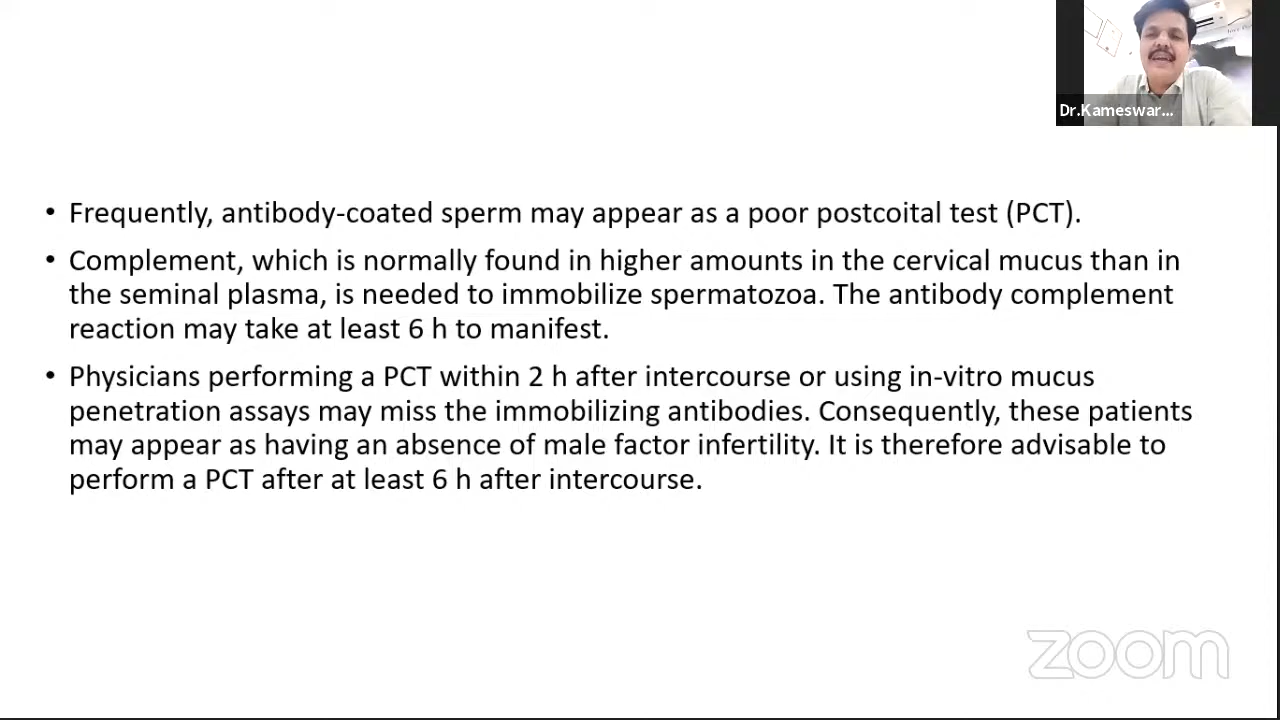 Dr.Kameswar...
• Frequently, antibody-coated sperm may appear as a poor postcoital test (PCT).
• Complement, which is normally found in higher amounts in the cervical mucus than in
the seminal plasma, is needed to immobilize spermatozoa. The antibody complement
reaction may take at least 6 h to manifest.
• Physicians performing a PCT within 2 h after intercourse or using in-vitro mucus
penetration assays may miss the immobilizing antibodies. Consequently, these patients
may appear as having an absence of male factor infertility. It is therefore advisable to
perform a PCT after at least 6 h after intercourse.
zoom